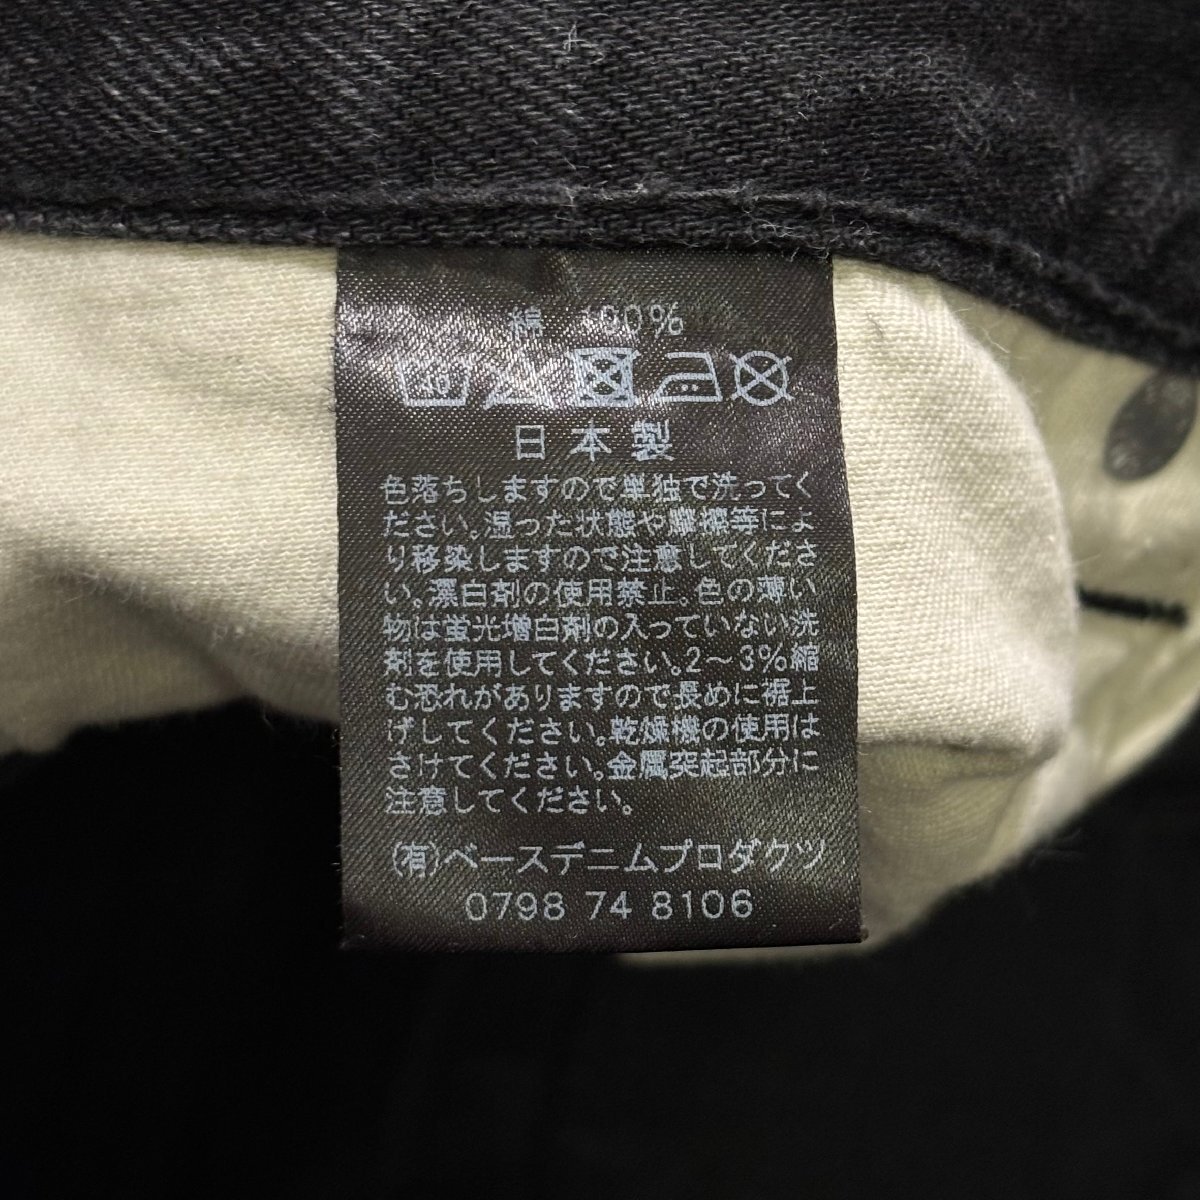 綿 100%
40
日本製
色落ちしますので単独で洗ってく
ださい。湿った状態や摩擦等によ
り移染しますので注意してくださ
い。漂白剤の使用禁止。色の薄い
物は蛍光増白剤の入っていない洗
剤を使用してください。2～3%縮
む恐れがありますので長めに裾上
げしてください。乾燥機の使用は
さけてください。金属突起部分に
注意してください。
(有)ベースデニムプロダクツ
0798 74 8106